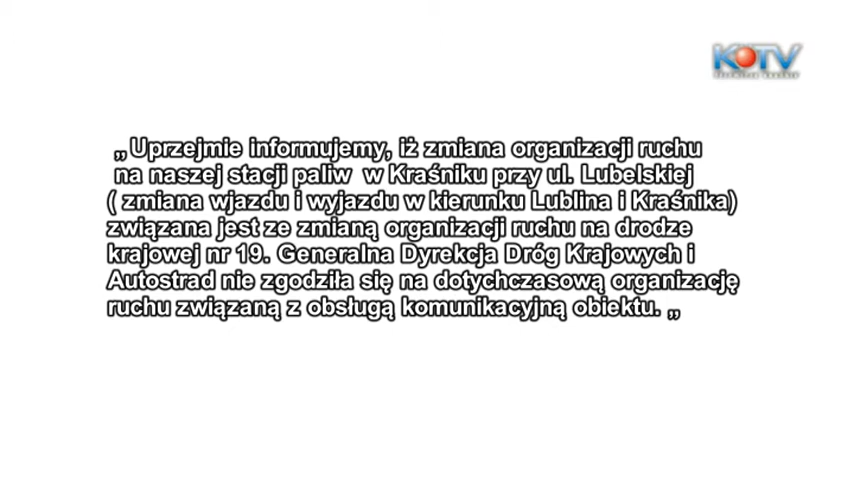 KOTV
„ Uprzejmie informujemy, iż zmiana organizacji ruchu
na naszej stacji paliw w Kraśniku przy ul. Lubelskiej
( zmiana wjazdu i wyjazdu w kierunku Lublina i Kraśnika)
związana jest ze zmianą organizacji ruchu na drodze
krajowej nr 19. Generalna Dyrekcja Dróg Krajowych i
Autostrad nie zgodziła się na dotychczasową organizację
ruchu związaną z obsługą komunikacyjną obiektu. „